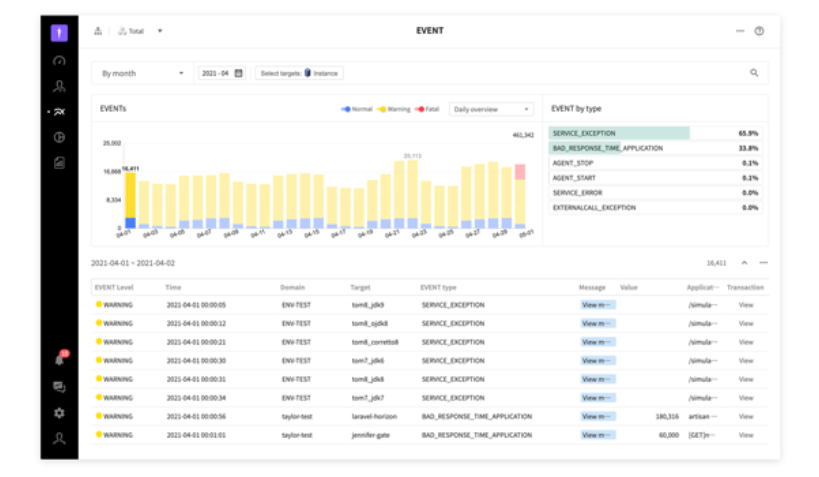 Total
EVENT
By month
2021-04
Select targets: Instance
EVENTs
Normal Warning Fatal
Daily overview
EVENT by type
461,342
25,002
16,668
8,334
0
16,411
04-01 04-03 04-05 04-07 04-09 04-11 04-13 04-15 04-17 04-19 04-21 04-23 04-25 04-27 04-29 05-01
SERVICE_EXCEPTION 65.9%
BAD_RESPONSE_TIME_APPLICATION 33.8%
AGENT_STOP 0.1%
AGENT_START 0.1%
SERVICE_ERROR 0.0%
EXTERNALCALL_EXCEPTION 0.0%
2021-04-01 ~ 2021-04-02 16,411
EVENT Level Time Domain Target EVENT type Message Value Applicat··· Transaction
WARNING 2021-04-01 00:00:05 ENV-TEST tom8_jdk9 SERVICE_EXCEPTION View m··· /simula··· View
WARNING 2021-04-01 00:00:12 ENV-TEST tom8_ojdk8 SERVICE_EXCEPTION View m··· /simula··· View
WARNING 2021-04-01 00:00:21 ENV-TEST tom8_corretto8 SERVICE_EXCEPTION View m··· /simula··· View
WARNING 2021-04-01 00:00:30 ENV-TEST tom7_jdk6 SERVICE_EXCEPTION View m··· /simula··· View
WARNING 2021-04-01 00:00:31 ENV-TEST tom8_jdk8 SERVICE_EXCEPTION View m··· /simula··· View
WARNING 2021-04-01 00:00:34 ENV-TEST tom7_jdk7 SERVICE_EXCEPTION View m··· /simula··· View
WARNING 2021-04-01 00:00:56 taylor-test laravel-horizon BAD_RESPONSE_TIME_APPLICATION View m··· 180,316 artisan ··· View
WARNING 2021-04-01 00:01:01 taylor-test jennifer-gate BAD_RESPONSE_TIME_APPLICATION View m··· 60,000 [GET]n··· View